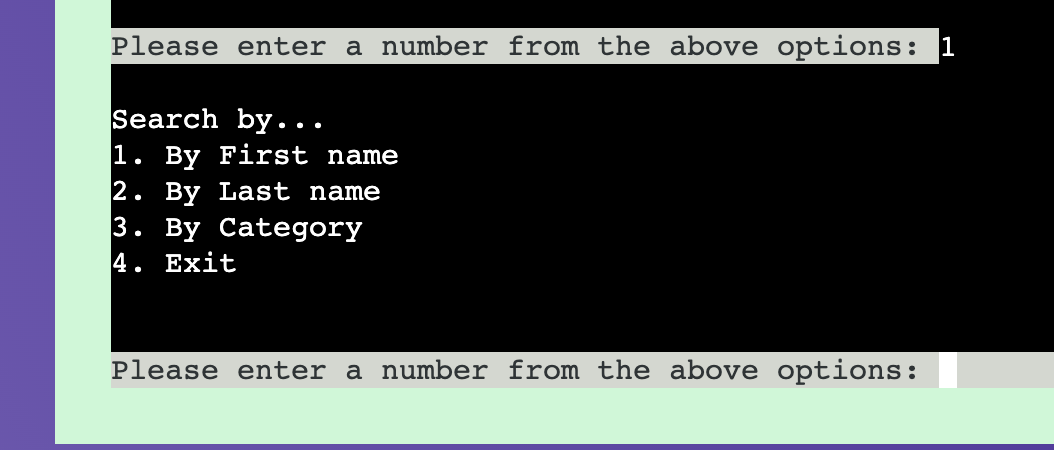 Please enter a number from the above options: 1
Search by...
1. By First name
2. By Last name
3. By Category
4. Exit
Please enter a number from the above options: